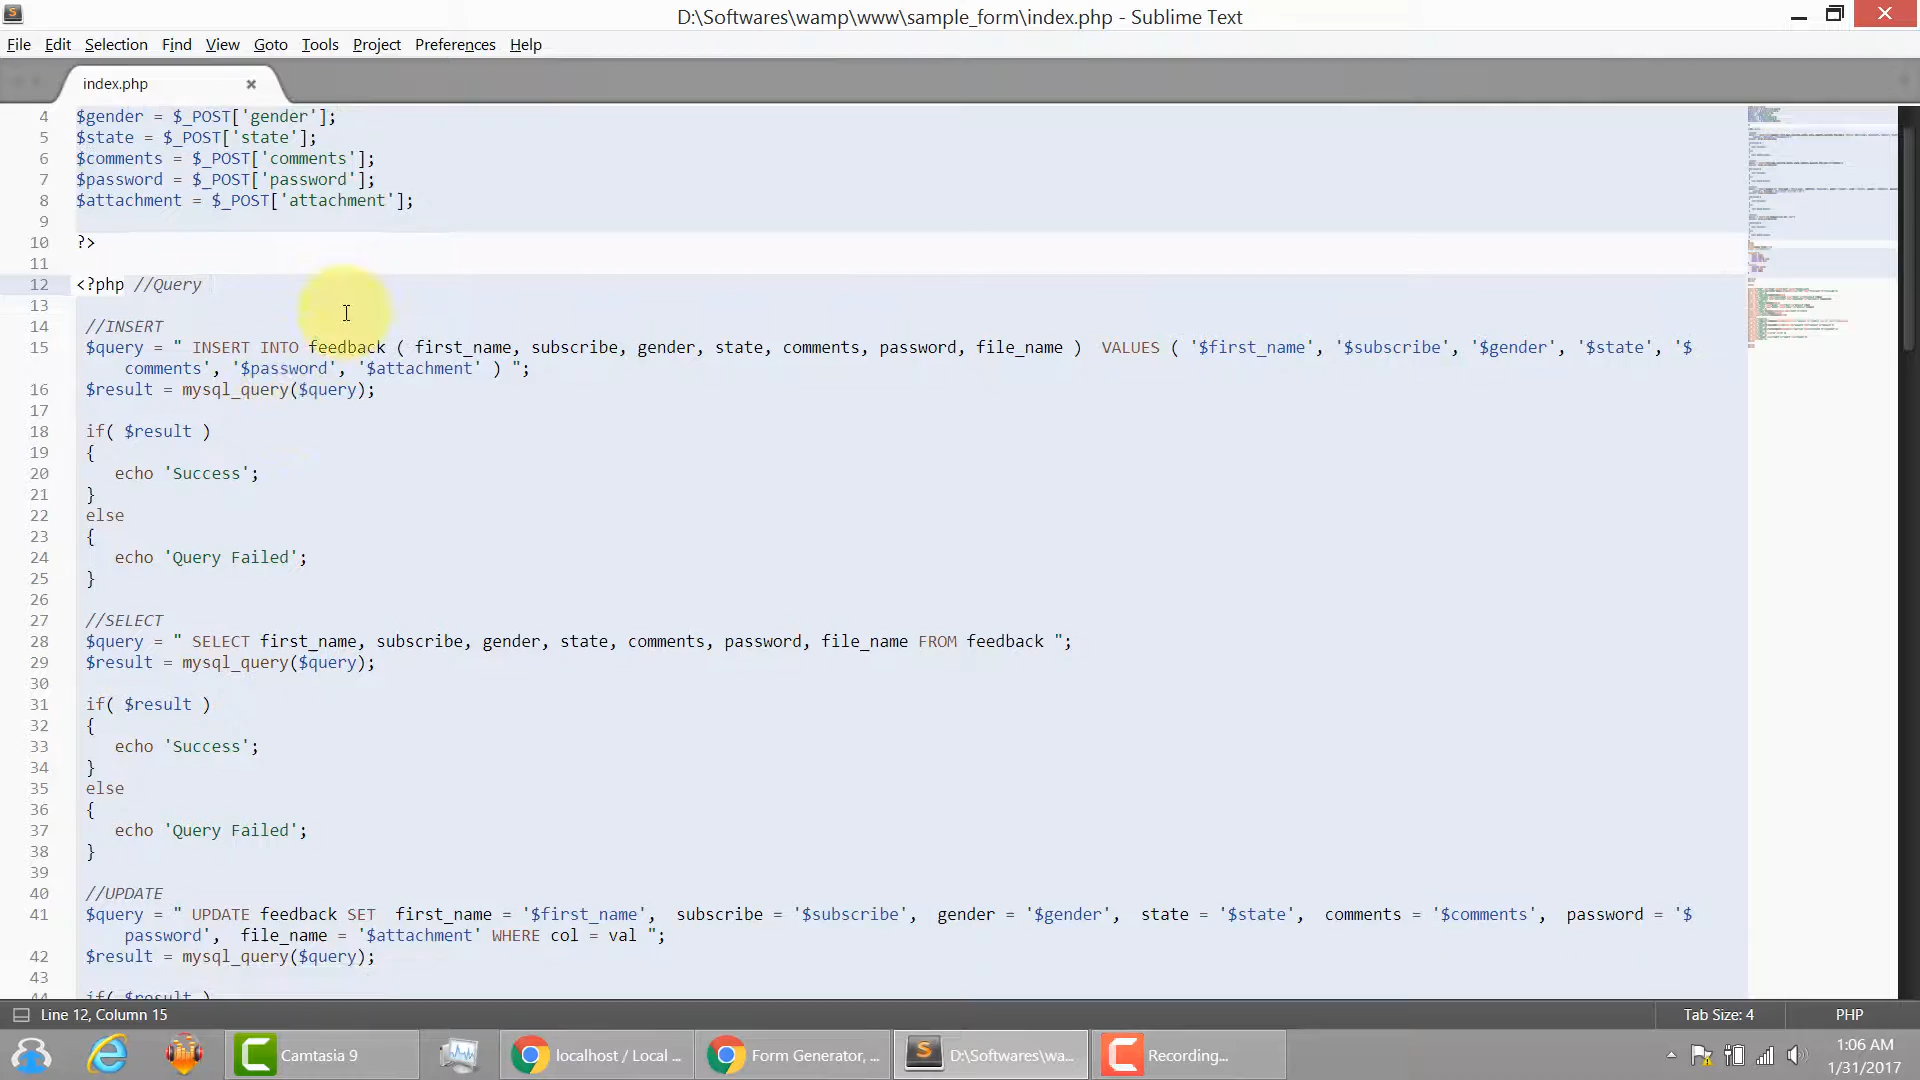 D:\Softwares\wamp\www\sample_form\index.php - Sublime Text
File Edit Selection Find View Goto Tools Project Preferences Help
index.php
4 $gender = $_POST['gender'];
5 $state = $_POST['state'];
6 $comments = $_POST['comments'];
7 $password = $_POST['password'];
8 $attachment = $_POST['attachment'];
9
10 ?>
11
12 <?php //Query
13
14 //INSERT
15 $query = " INSERT INTO feedback ( first_name, subscribe, gender, state, comments, password, file_name )  VALUES ( '$first_name', '$subscribe', '$gender', '$state', '$
comments', '$password', '$attachment' ) ";
16 $result = mysql_query($query);
17
18 if( $result )
19 {
20 echo 'Success';
21 }
22 else
23 {
24 echo 'Query Failed';
25 }
26
27 //SELECT
28 $query = " SELECT first_name, subscribe, gender, state, comments, password, file_name FROM feedback ";
29 $result = mysql_query($query);
30
31 if( $result )
32 {
33 echo 'Success';
34 }
35 else
36 {
37 echo 'Query Failed';
38 }
39
40 //UPDATE
41 $query = " UPDATE feedback SET  first_name = '$first_name',  subscribe = '$subscribe',  gender = '$gender',  state = '$state',  comments = '$comments',  password = '$
password',  file_name = '$attachment' WHERE col = val ";
42 $result = mysql_query($query);
43
44 if( $result )
Line 12, Column 15
Tab Size: 4
PHP
Camtasia 9
localhost / Local ...
Form Generator, ...
D:\Softwares\wa...
Recording...
1:06 AM
1/31/2017